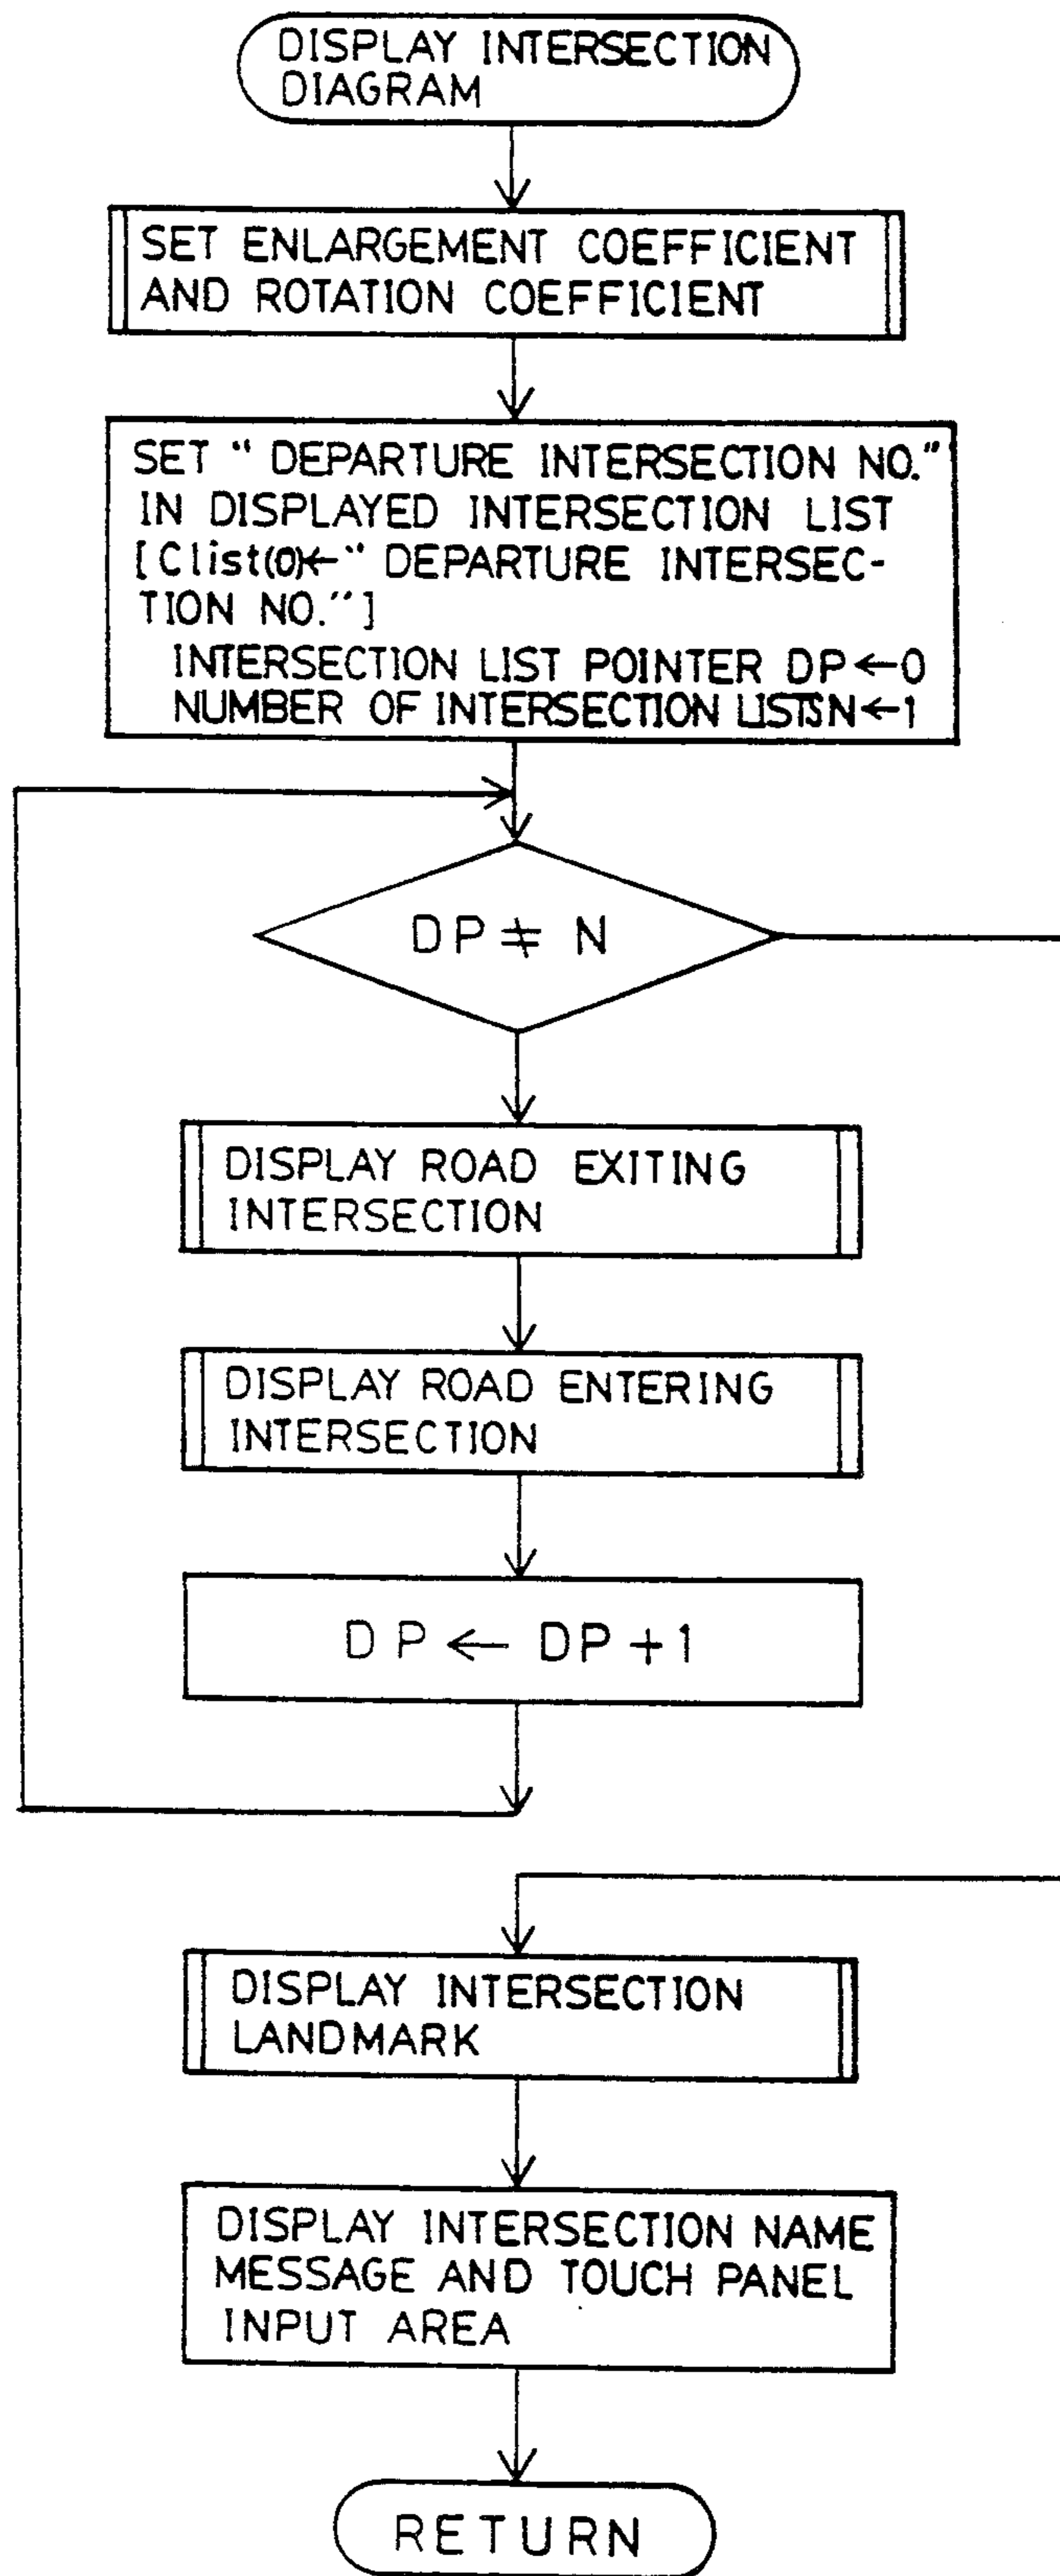 DISPLAY INTERSECTION
DIAGRAM
SET ENLARGEMENT COEFFICIENT
AND ROTATION COEFFICIENT
SET “ DEPARTURE INTERSECTION NO.”
IN DISPLAYED INTERSECTION LIST
[Clist(0)←“ DEPARTURE INTERSEC-
TION NO.”]
INTERSECTION LIST POINTER DP←0
NUMBER OF INTERSECTION LISTS N←1
DP ≠ N
DISPLAY ROAD EXITING
INTERSECTION
DISPLAY ROAD ENTERING
INTERSECTION
DP ← DP + 1
DISPLAY INTERSECTION
LANDMARK
DISPLAY INTERSECTION NAME
MESSAGE AND TOUCH PANEL
INPUT AREA
RETURN